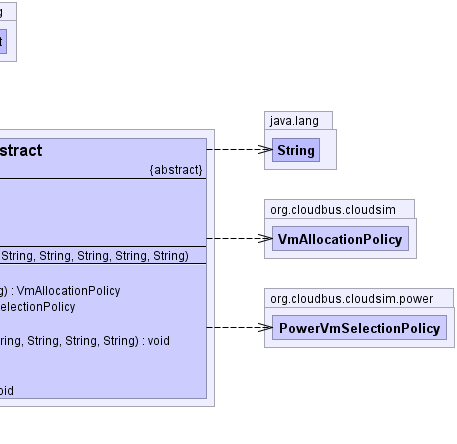 g
t
stract
{abstract}
String, String, String, String, String)
g) : VmAllocationPolicy
electionPolicy
ring, String, String, String) : void
oid
java.lang
String
org.cloudbus.cloudsim
VmAllocationPolicy
org.cloudbus.cloudsim.power
PowerVmSelectionPolicy